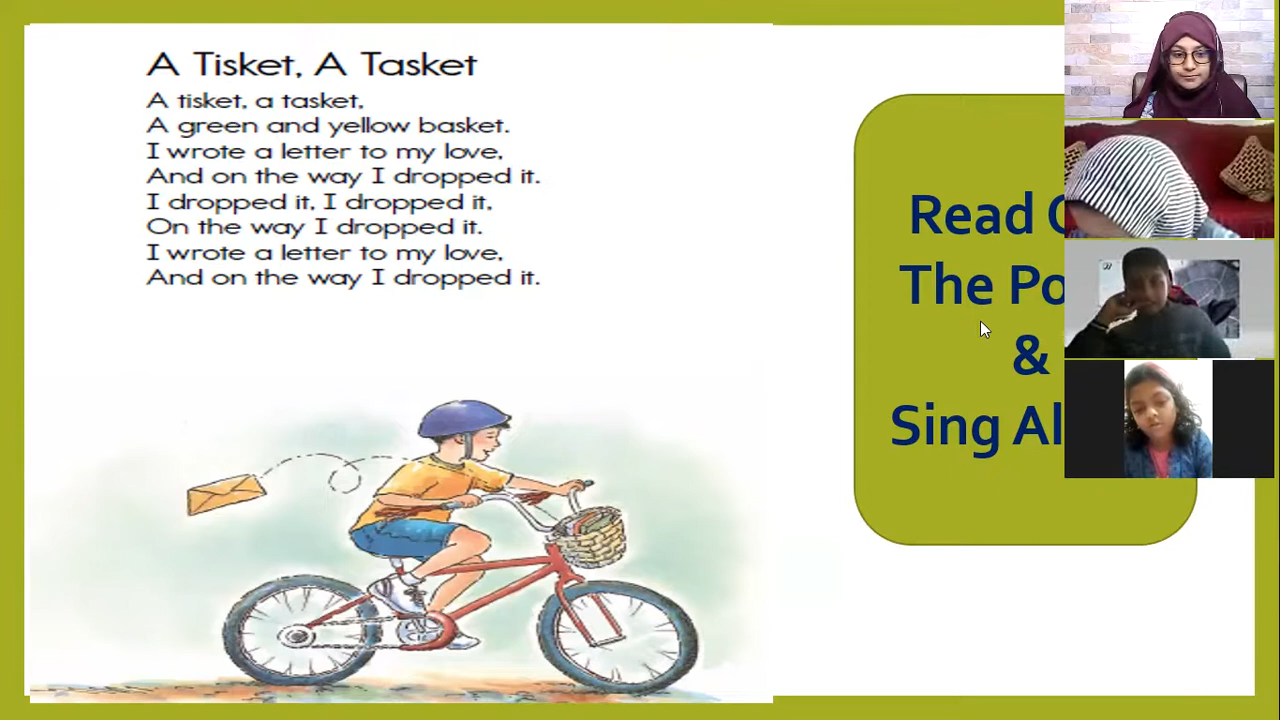 A Tisket, A Tasket
A tisket, a tasket,
A green and yellow basket.
I wrote a letter to my love,
And on the way I dropped it.
I dropped it, I dropped it,
On the way I dropped it.
I wrote a letter to my love,
And on the way I dropped it.
Read
The
&
Sing